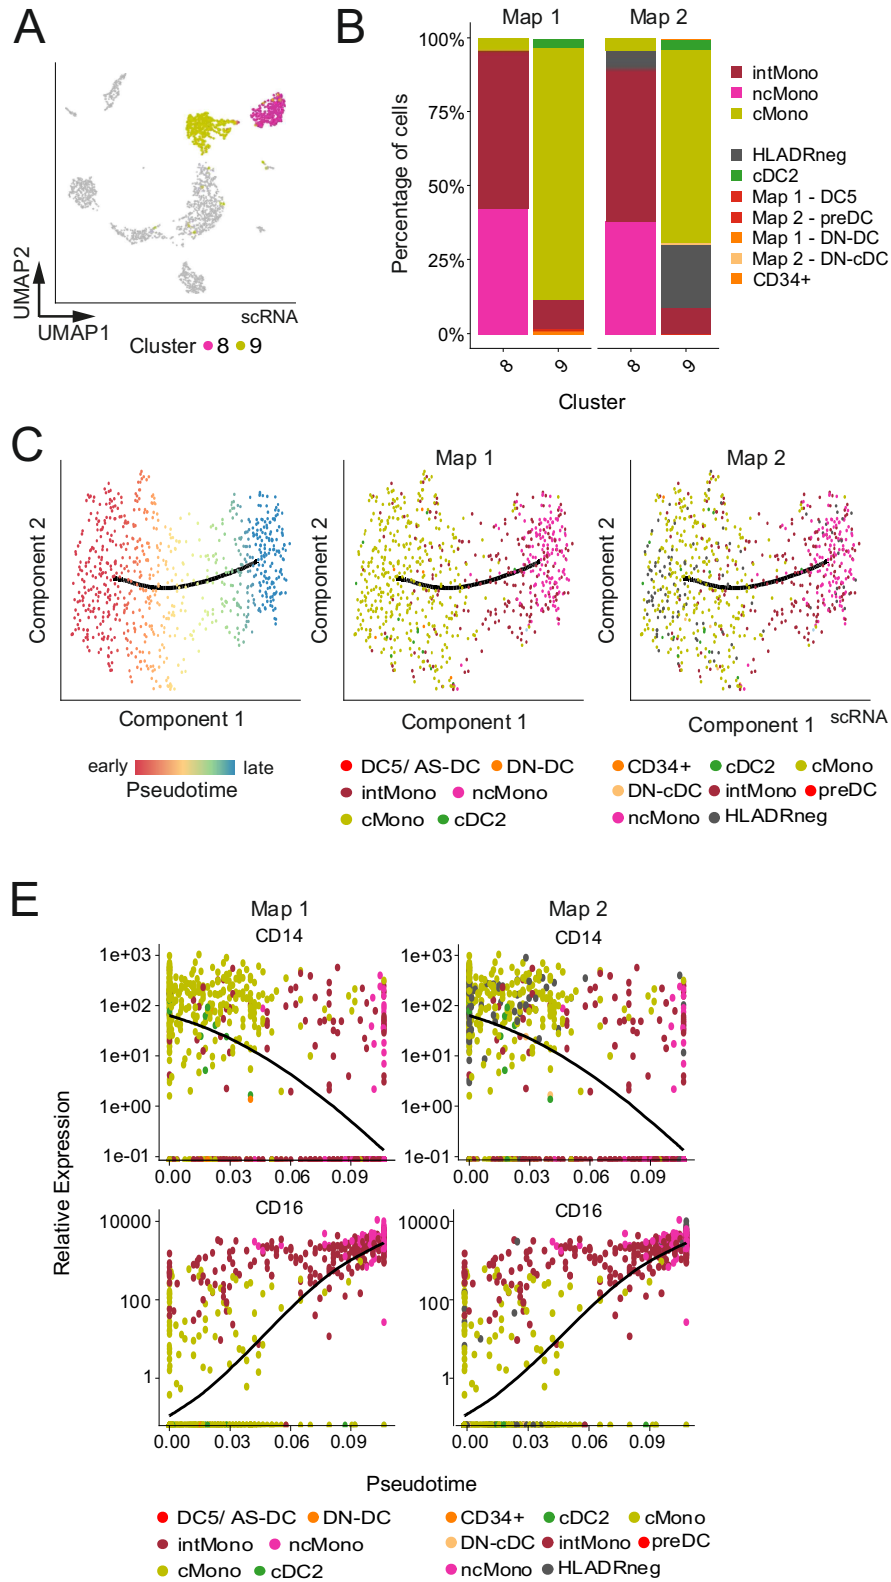 A
UMAP2
UMAP1
scRNA
Cluster 8 9
B
Map 1 Map 2
Percentage of cells
100%
75%
50%
25%
0%
8 9 8 9
Cluster
intMono
ncMono
cMono
HLADRneg
cDC2
Map 1 - DC5
Map 2 - preDC
Map 1 - DN-DC
Map 2 - DN-cDC
CD34+
C
Map 1 Map 2
Component 2 Component 2 Component 2
Component 1 Component 1 Component 1 scRNA
early late
Pseudotime
DC5/ AS-DC DN-DC
intMono ncMono
cMono cDC2
CD34+ cDC2 cMono
DN-cDC intMono preDC
ncMono HLADRneg
E
Map 1 Map 2
CD14 CD14
Relative Expression
1e+03 1e+03
1e+02 1e+02
1e+01 1e+01
1e+00 1e+00
1e-01 1e-01
0.00 0.03 0.06 0.09 0.00 0.03 0.06 0.09
CD16 CD16
10000 10000
100 100
1 1
0.00 0.03 0.06 0.09 0.00 0.03 0.06 0.09
Pseudotime
DC5/ AS-DC DN-DC
intMono ncMono
cMono cDC2
CD34+ cDC2 cMono
DN-cDC intMono preDC
ncMono HLADRneg